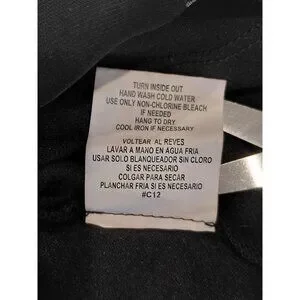 TURN INSIDE OUT
HAND WASH COLD WATER
USE ONLY NON-CHLORINE BLEACH
IF NEEDED
HANG TO DRY
COOL IRON IF NECESSARY
VOLTEAR AL REVES
LAVAR A MANO EN AGUA FRIA
USAR SOLO BLANQUEADOR SIN CLORO
SI ES NECESARIO
COLGAR PARA SECAR
PLANCHAR FRIA SI ES NECESARIO
#C12